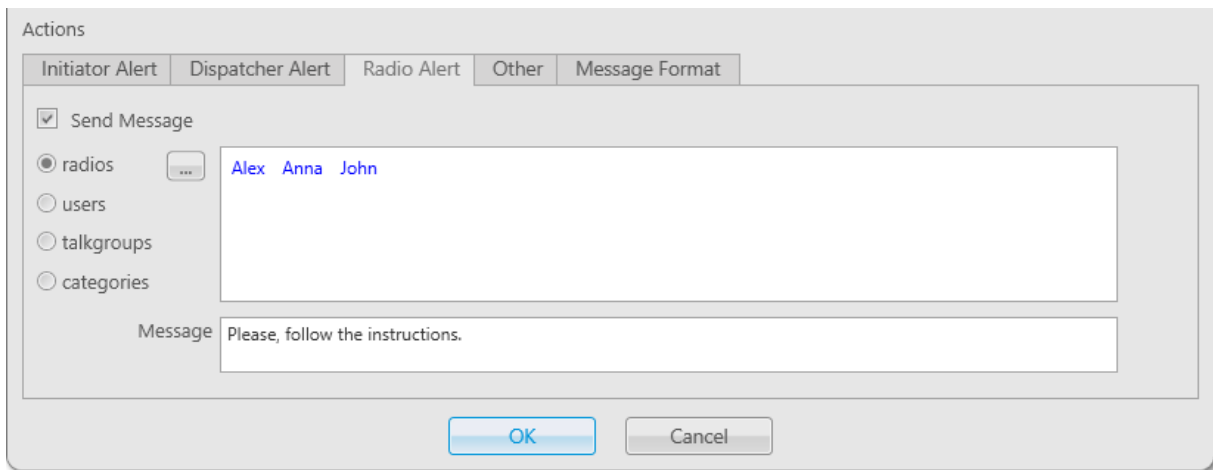 Actions
Initiator Alert Dispatcher Alert Radio Alert Other Message Format
Send Message
radios ... Alex Anna John
users
talkgroups
categories
Message Please, follow the instructions.
OK Cancel